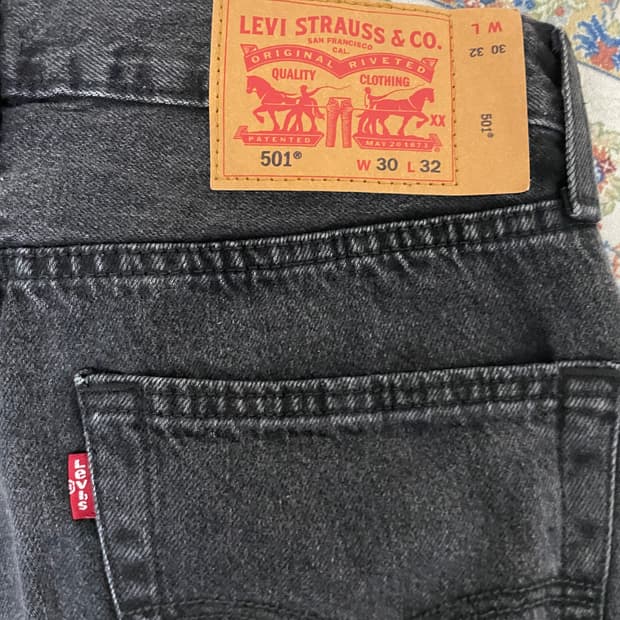 LEVI STRAUSS & CO.
SAN FRANCISCO
CAL.
ORIGINAL RIVETED
QUALITY CLOTHING
XX
PATENTED MAY 20 1873
501® W 30 L 32
W L
30 32
501®
Levi's
®